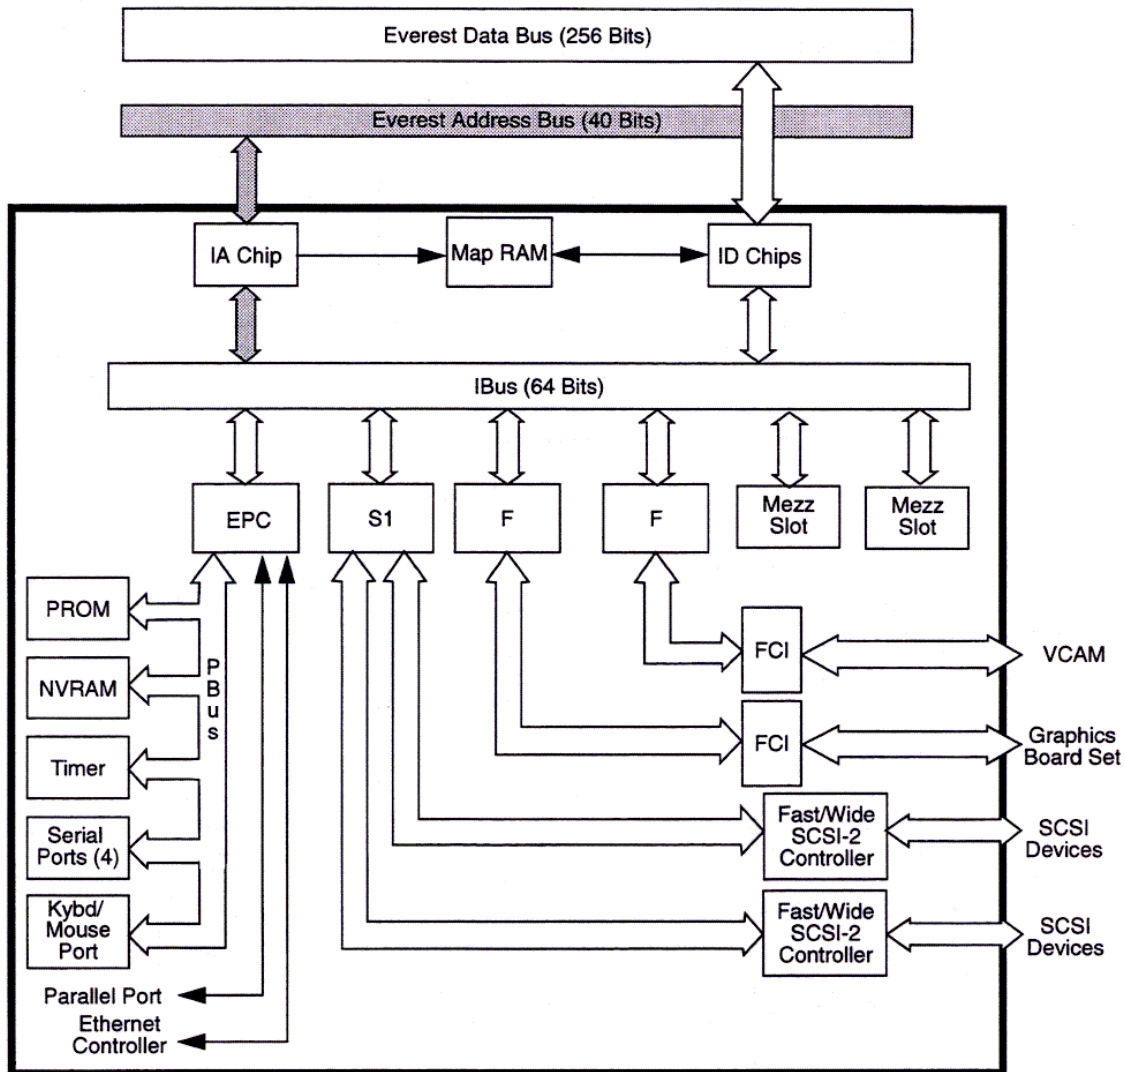 Everest Data Bus (256 Bits)
Everest Address Bus (40 Bits)
IA Chip
Map RAM
ID Chips
IBus (64 Bits)
EPC
S1
F
F
Mezz
Slot
Mezz
Slot
PROM
NVRAM
Timer
Serial
Ports (4)
Kybd/
Mouse
Port
PBus
FCI
VCAM
FCI
Graphics
Board Set
Fast/Wide
SCSI-2
Controller
SCSI
Devices
Fast/Wide
SCSI-2
Controller
SCSI
Devices
Parallel Port
Ethernet
Controller